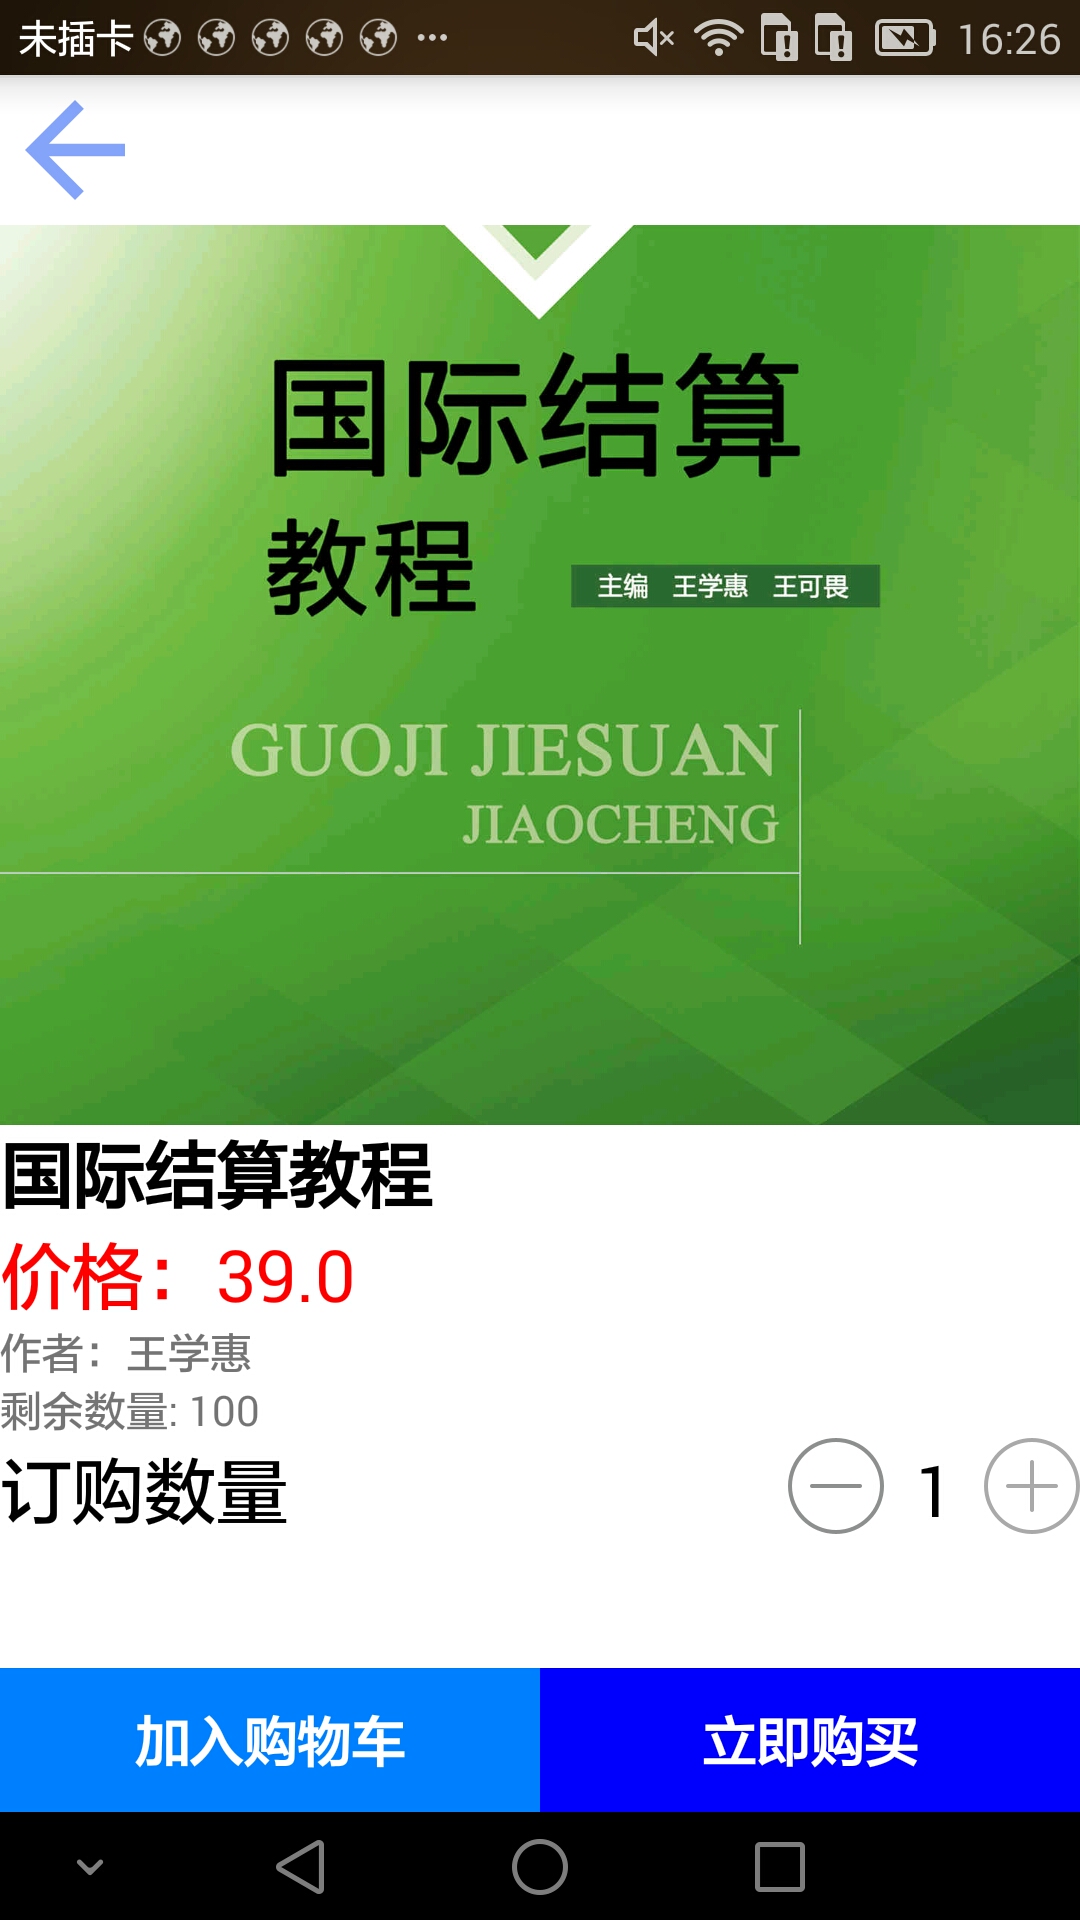 未插卡 ... 16:26
国际结算
教程
主编 王学惠 王可畏
GUOJI JIESUAN
JIAOCHENG
国际结算教程
价格：39.0
作者：王学惠
剩余数量: 100
订购数量 1
加入购物车 立即购买